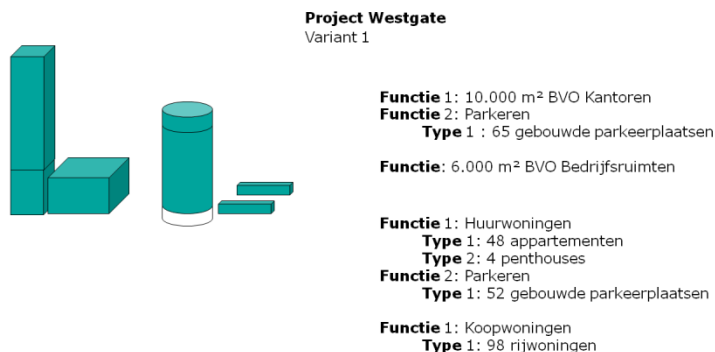 Project Westgate
Variant 1
Functie 1: 10.000 m² BVO Kantoren
Functie 2: Parkeren
Type 1 : 65 gebouwde parkeerplaatsen
Functie: 6.000 m² BVO Bedrijfsruimten
Functie 1: Huurwoningen
Type 1: 48 appartementen
Type 2: 4 penthouses
Functie 2: Parkeren
Type 1: 52 gebouwde parkeerplaatsen
Functie 1: Koopwoningen
Type 1: 98 rijwoningen